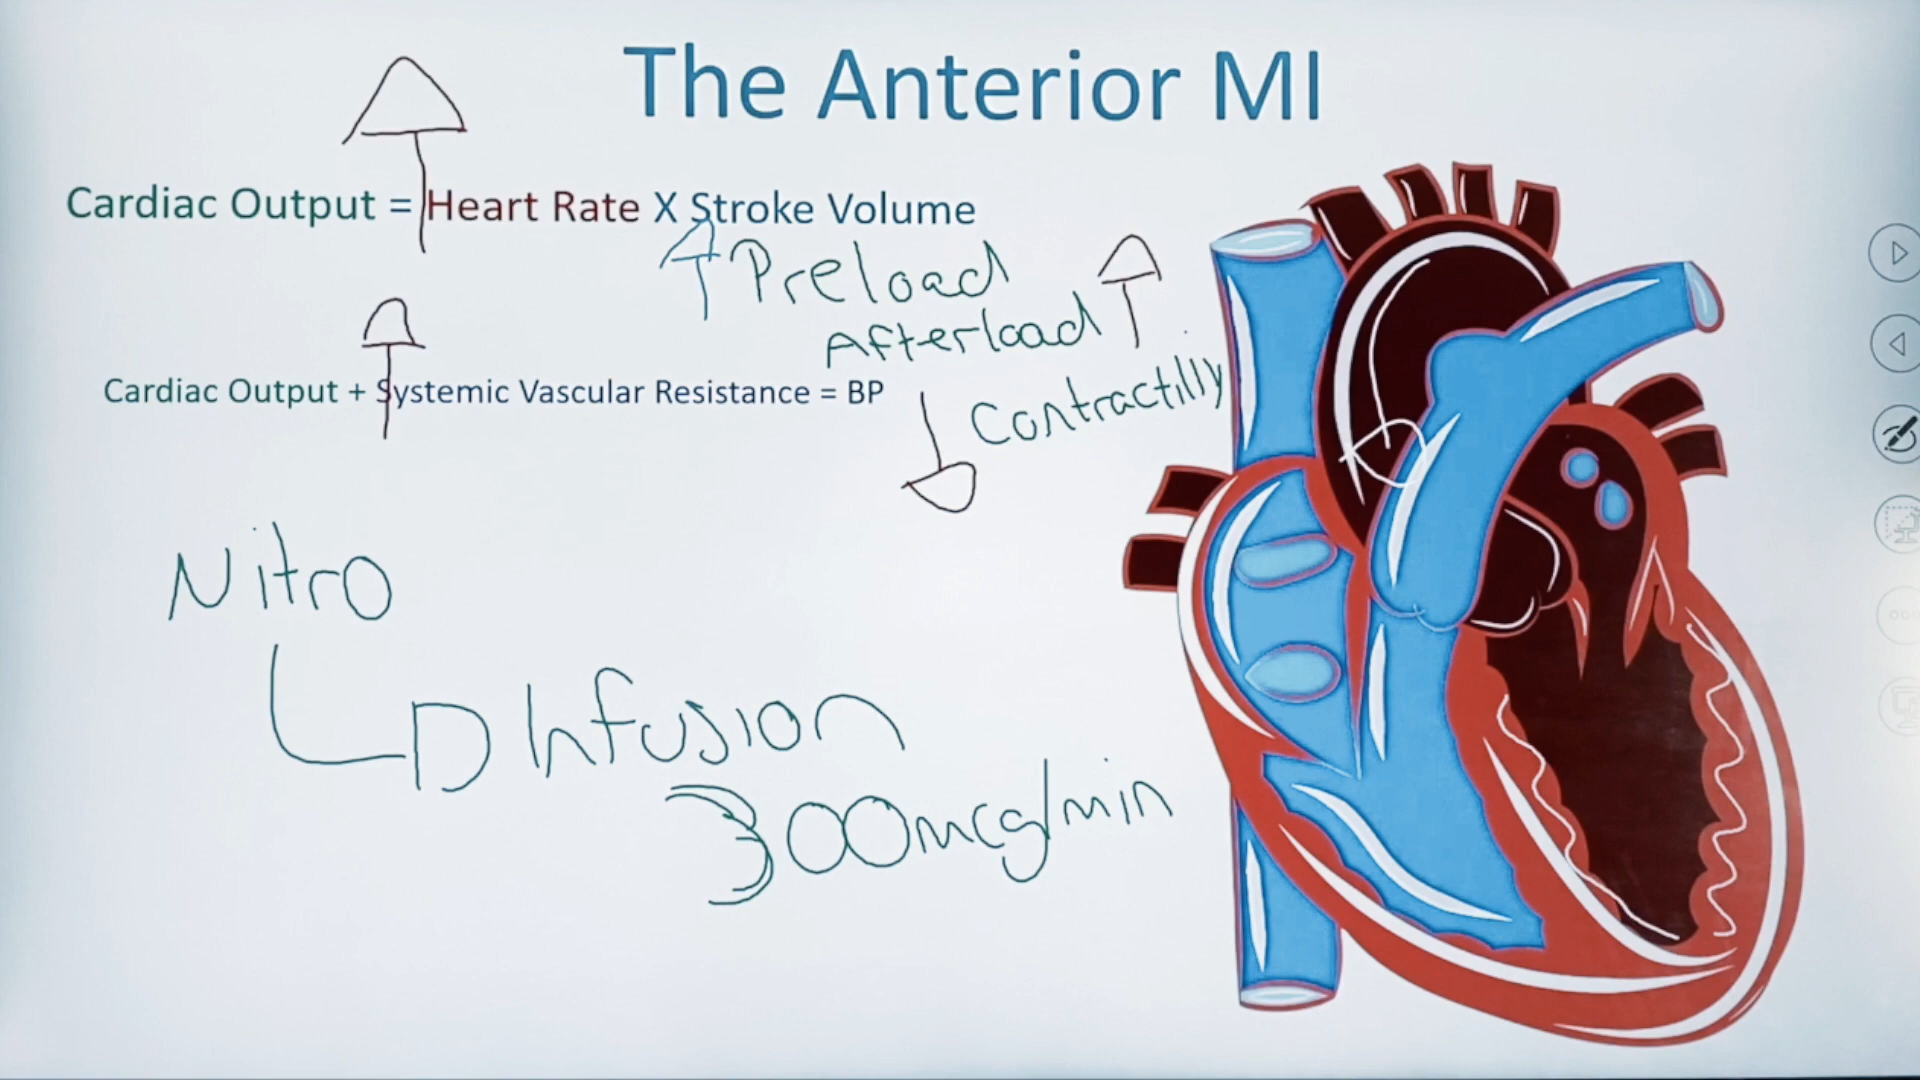 The Anterior MI
Cardiac Output = Heart Rate X Stroke Volume
Preload
Afterload
Cardiac Output + Systemic Vascular Resistance = BP
Contractilly
Nitro
Infusion
300mcg/min